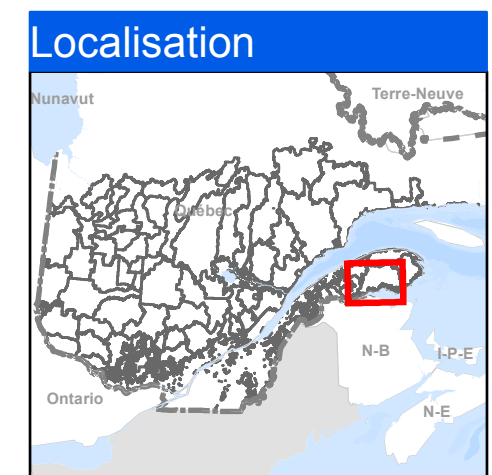 Localisation
Nunavut
Terre-Neuve
Québec
N-B
I-P-E
Ontario
N-E